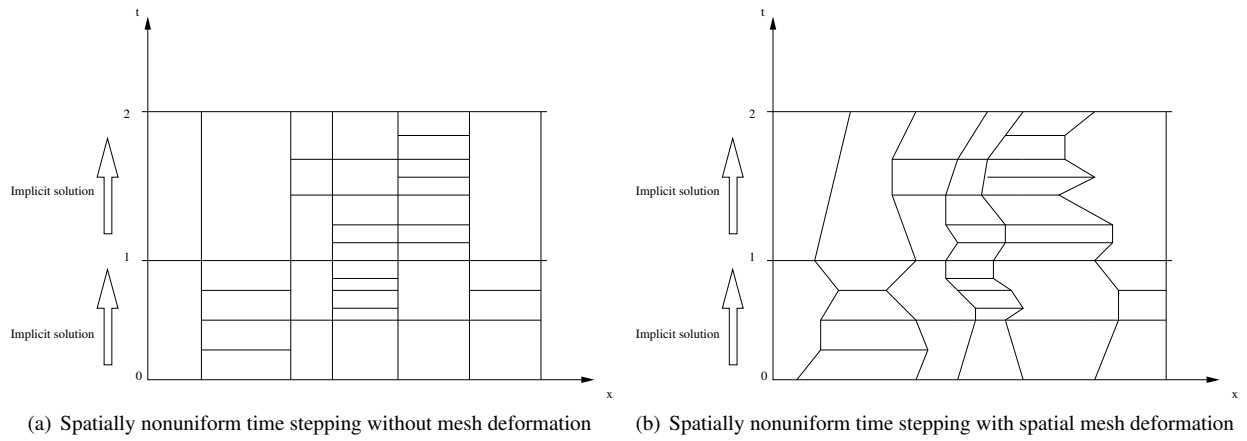 t
2
Implicit solution
1
Implicit solution
0
x
(a) Spatially nonuniform time stepping without mesh deformation
t
2
Implicit solution
1
Implicit solution
0
x
(b) Spatially nonuniform time stepping with spatial mesh deformation